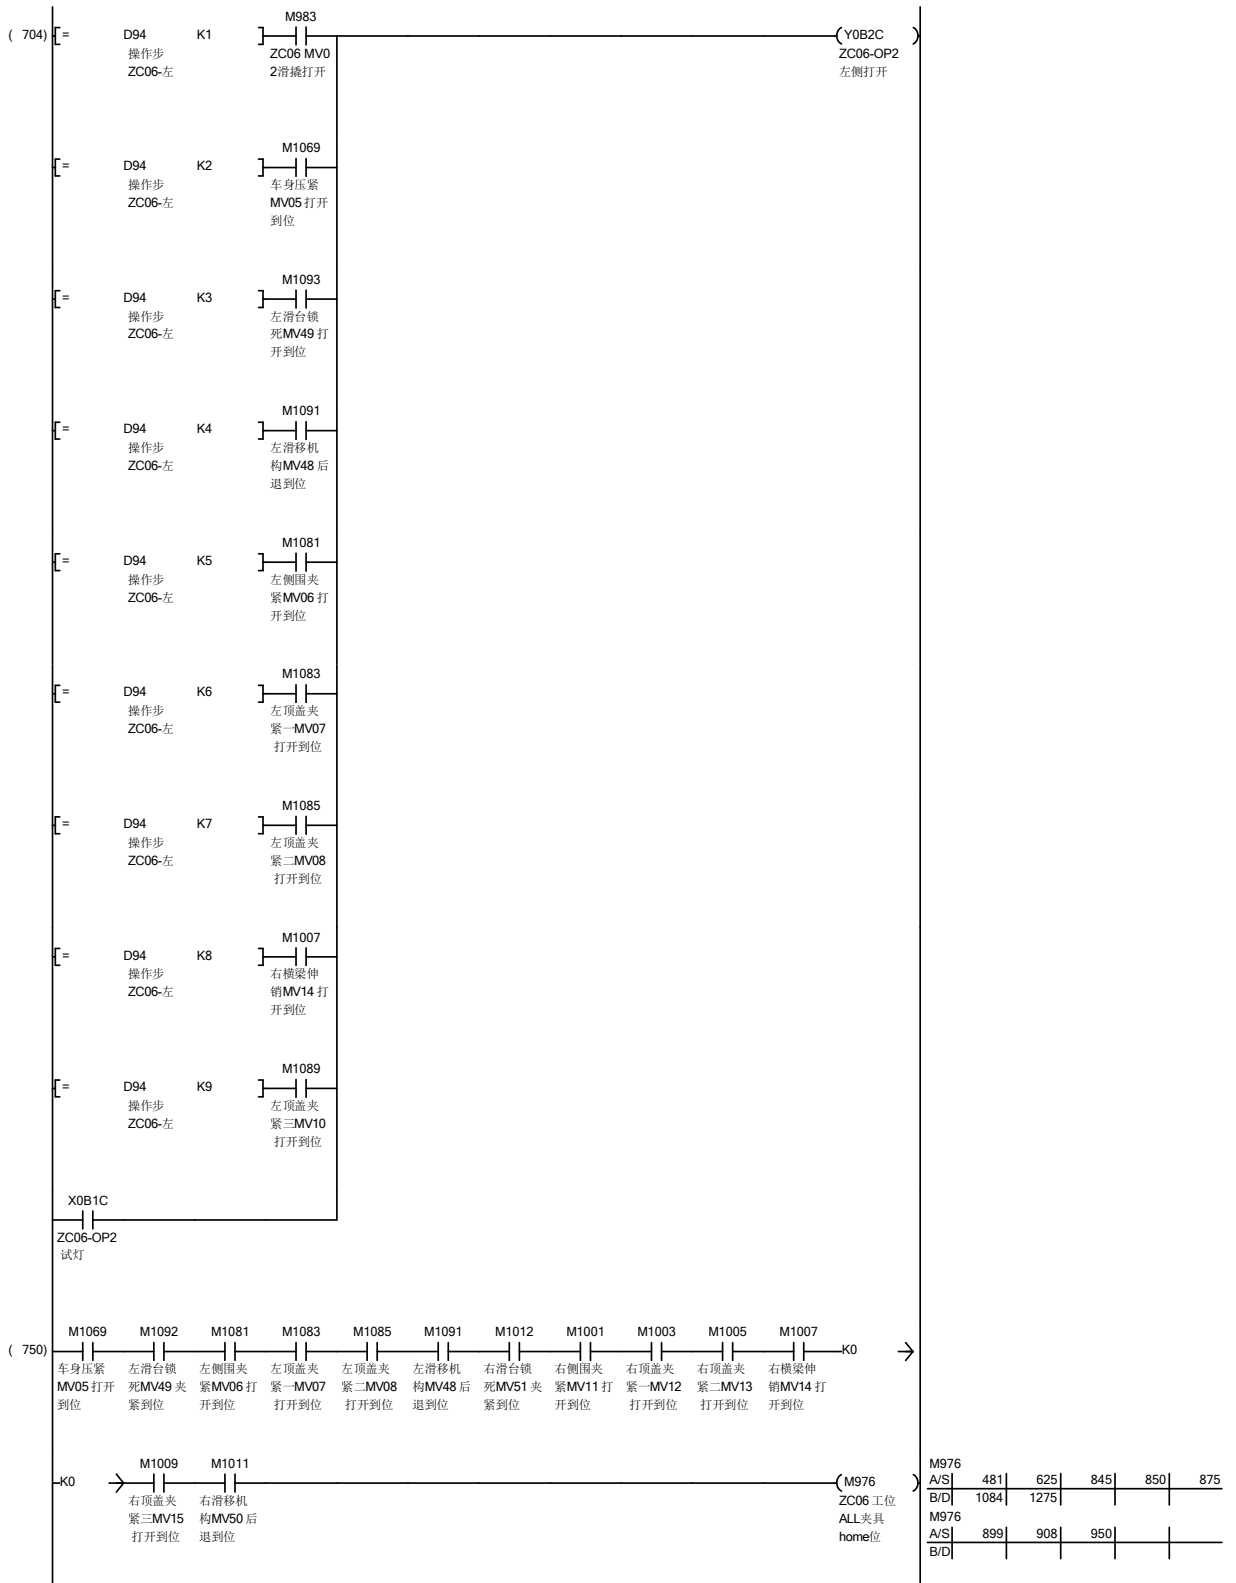 M983
( 704) [= D94 K1 ] (Y0B2C )
操作步 ZC06 MV0 ZC06-OP2
ZC06-左 2滑撬打开 左侧打开
M1069
[= D94 K2 ]
操作步 车身压紧
ZC06-左 MV05 打开
到位
M1093
[= D94 K3 ]
操作步 左滑台锁
ZC06-左 死MV49 打
开到位
M1091
[= D94 K4 ]
操作步 左滑移机
ZC06-左 构MV48 后
退到位
M1081
[= D94 K5 ]
操作步 左侧围夹
ZC06-左 紧MV06 打
开到位
M1083
[= D94 K6 ]
操作步 左顶盖夹
ZC06-左 紧一MV07
打开到位
M1085
[= D94 K7 ]
操作步 左顶盖夹
ZC06-左 紧二MV08
打开到位
M1007
[= D94 K8 ]
操作步 右横梁伸
ZC06-左 销MV14 打
开到位
M1089
[= D94 K9 ]
操作步 左顶盖夹
ZC06-左 紧三MV10
打开到位
X0B1C
ZC06-OP2
试灯
M1069 M1092 M1081 M1083 M1085 M1091 M1012 M1001 M1003 M1005 M1007
( 750) K0
车身压紧 左滑台锁 左侧围夹 左顶盖夹 左顶盖夹 左滑移机 右滑台锁 右侧围夹 右顶盖夹 右顶盖夹 右横梁伸
MV05 打开 死MV49 夹 紧MV06 打 紧一MV07 紧二MV08 构MV48 后 死MV51 夹 紧MV11 打 紧一MV12 紧二MV13 销MV14 打
到位 紧到位 开到位 打开到位 打开到位 退到位 紧到位 开到位 打开到位 打开到位 开到位
M1009 M1011 M976
K0 (M976 ) A/S 481 625 845 850 875
右顶盖夹 右滑移机 ZC06 工位 B/D 1084 1275
紧三MV15 构MV50 后 ALL夹具 M976
打开到位 退到位 home位 A/S 899 908 950
B/D